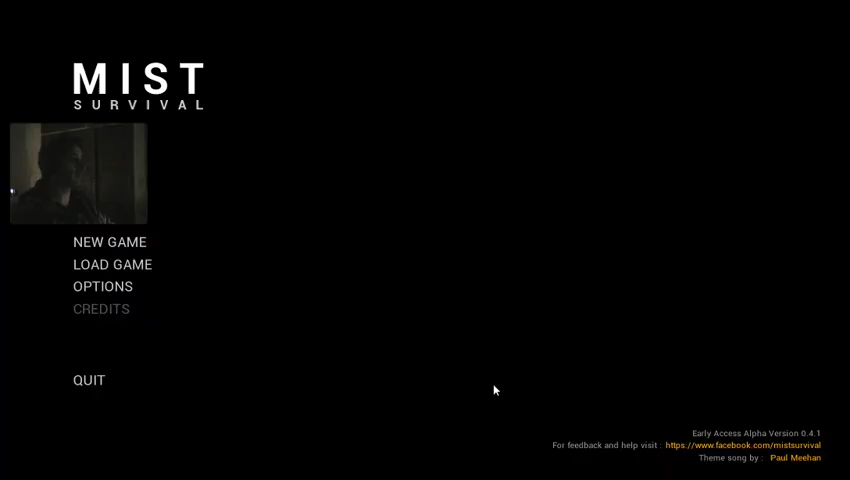 MIST
SURVIVAL
NEW GAME
LOAD GAME
OPTIONS
CREDITS
QUIT
Early Access Alpha Version 0.4.1
For feedback and help visit : https://www.facebook.com/mistsurvival
Theme song by : Paul Meehan